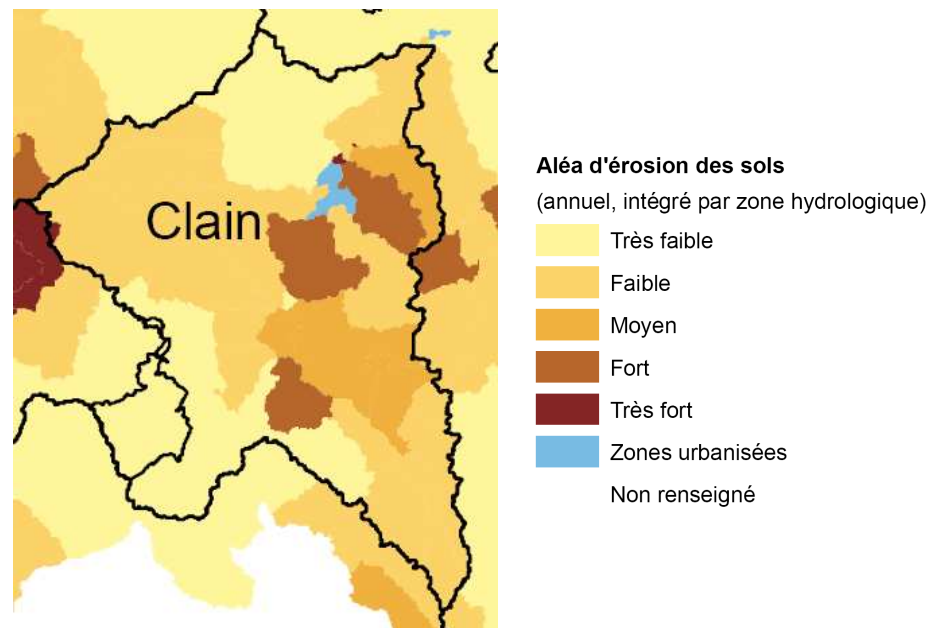 Clain
Aléa d'érosion des sols
(annuel, intégré par zone hydrologique)
Très faible
Faible
Moyen
Fort
Très fort
Zones urbanisées
Non renseigné